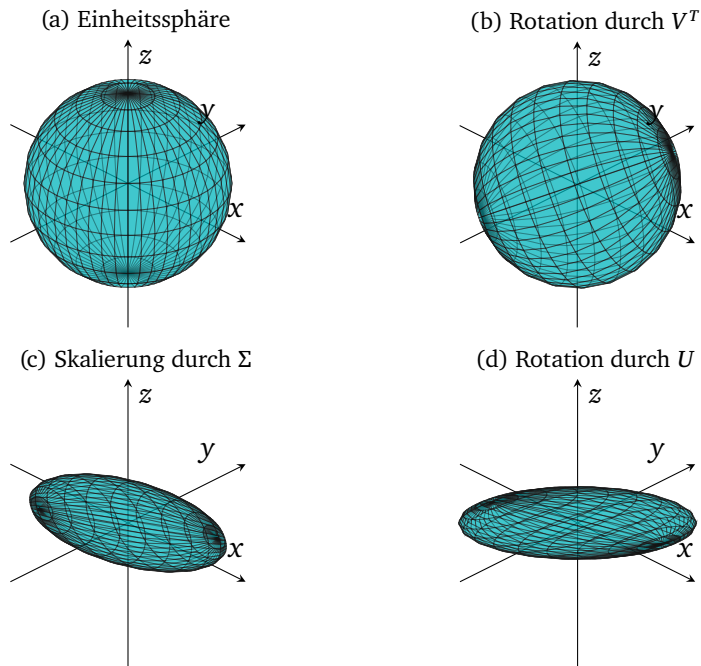 (a) Einheitssphäre
z
y
x
(b) Rotation durch V^T
z
y
x
(c) Skalierung durch Σ
z
y
x
(d) Rotation durch U
z
y
x